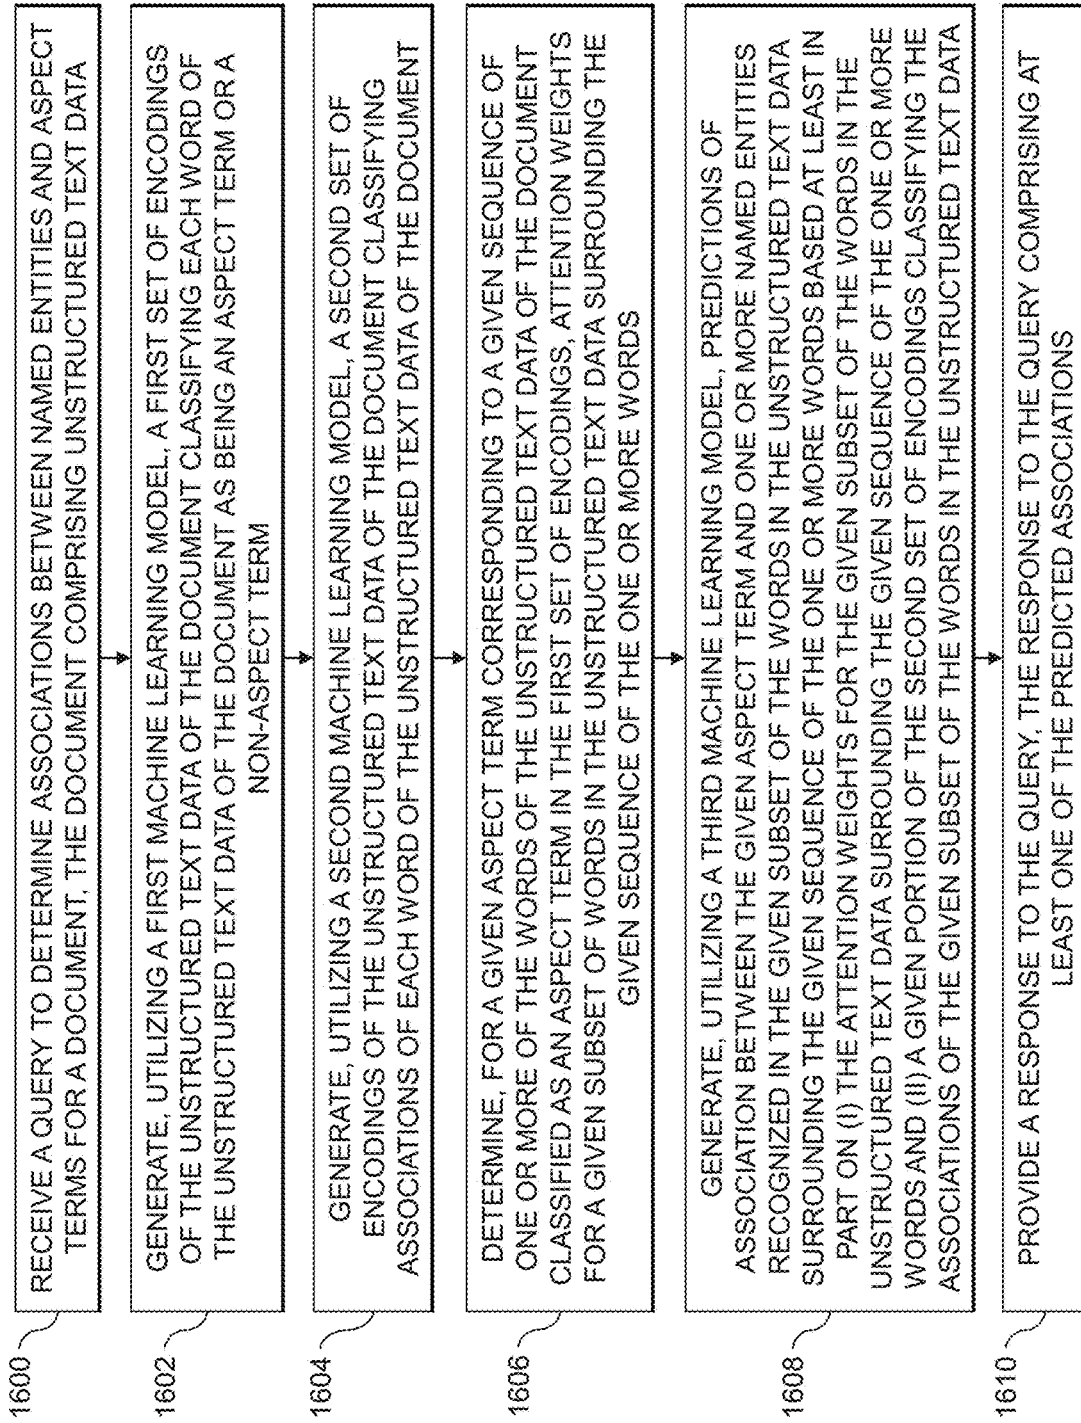 1600
RECEIVE A QUERY TO DETERMINE ASSOCIATIONS BETWEEN NAMED ENTITIES AND ASPECT
TERMS FOR A DOCUMENT, THE DOCUMENT COMPRISING UNSTRUCTURED TEXT DATA
1602
GENERATE, UTILIZING A FIRST MACHINE LEARNING MODEL, A FIRST SET OF ENCODINGS
OF THE UNSTRUCTURED TEXT DATA OF THE DOCUMENT CLASSIFYING EACH WORD OF
THE UNSTRUCTURED TEXT DATA OF THE DOCUMENT AS BEING AN ASPECT TERM OR A
NON-ASPECT TERM
1604
GENERATE, UTILIZING A SECOND MACHINE LEARNING MODEL, A SECOND SET OF
ENCODINGS OF THE UNSTRUCTURED TEXT DATA OF THE DOCUMENT CLASSIFYING
ASSOCIATIONS OF EACH WORD OF THE UNSTRUCTURED TEXT DATA OF THE DOCUMENT
1606
DETERMINE, FOR A GIVEN ASPECT TERM CORRESPONDING TO A GIVEN SEQUENCE OF
ONE OR MORE OF THE WORDS OF THE UNSTRUCTURED TEXT DATA OF THE DOCUMENT
CLASSIFIED AS AN ASPECT TERM IN THE FIRST SET OF ENCODINGS, ATTENTION WEIGHTS
FOR A GIVEN SUBSET OF WORDS IN THE UNSTRUCTURED TEXT DATA SURROUNDING THE
GIVEN SEQUENCE OF THE ONE OR MORE WORDS
1608
GENERATE, UTILIZING A THIRD MACHINE LEARNING MODEL, PREDICTIONS OF
ASSOCIATION BETWEEN THE GIVEN ASPECT TERM AND ONE OR MORE NAMED ENTITIES
RECOGNIZED IN THE GIVEN SUBSET OF THE WORDS IN THE UNSTRUCTURED TEXT DATA
SURROUNDING THE GIVEN SEQUENCE OF THE ONE OR MORE WORDS BASED AT LEAST IN
PART ON (I) THE ATTENTION WEIGHTS FOR THE GIVEN SUBSET OF THE WORDS IN THE
UNSTRUCTURED TEXT DATA SURROUNDING THE GIVEN SEQUENCE OF THE ONE OR MORE
WORDS AND (II) A GIVEN PORTION OF THE SECOND SET OF ENCODINGS CLASSIFYING THE
ASSOCIATIONS OF THE GIVEN SUBSET OF THE WORDS IN THE UNSTRUCTURED TEXT DATA
1610
PROVIDE A RESPONSE TO THE QUERY, THE RESPONSE TO THE QUERY COMPRISING AT
LEAST ONE OF THE PREDICTED ASSOCIATIONS